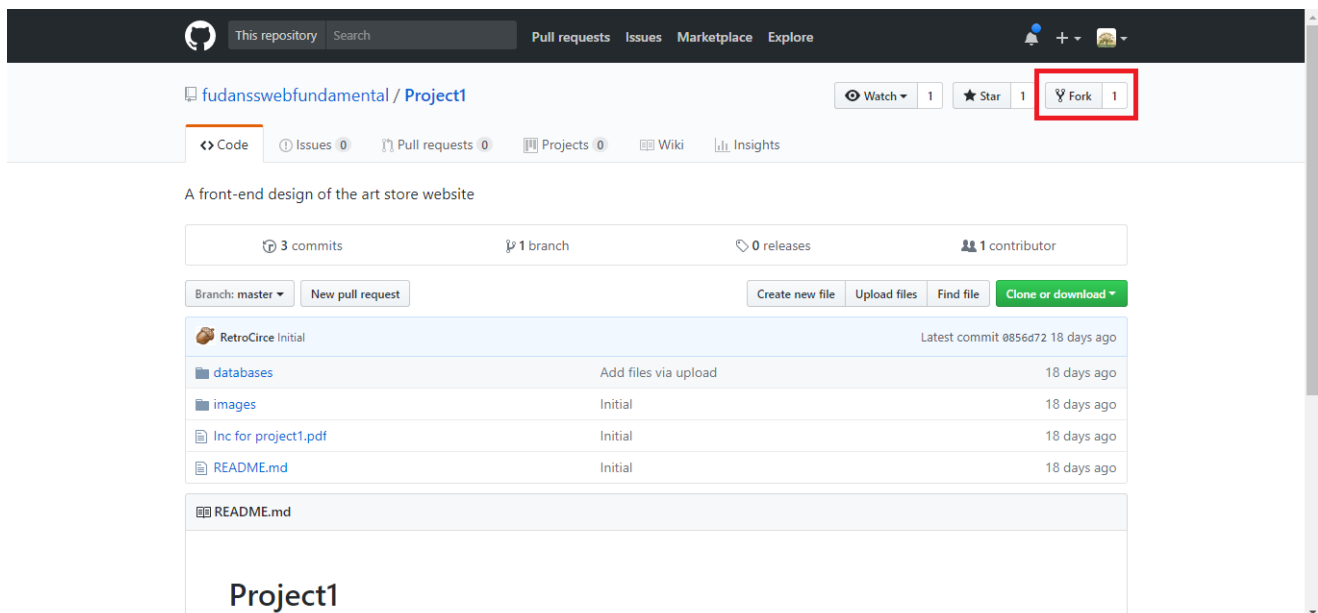 This repository Search Pull requests Issues Marketplace Explore
fudansswebfundamental / Project1 Watch 1 Star 1 Fork 1
Code Issues 0 Pull requests 0 Projects 0 Wiki Insights
A front-end design of the art store website
3 commits 1 branch 0 releases 1 contributor
Branch: master New pull request Create new file Upload files Find file Clone or download
RetroCirce Initial Latest commit 0856d72 18 days ago
databases Add files via upload 18 days ago
images Initial 18 days ago
Inc for project1.pdf Initial 18 days ago
README.md Initial 18 days ago
README.md
Project1